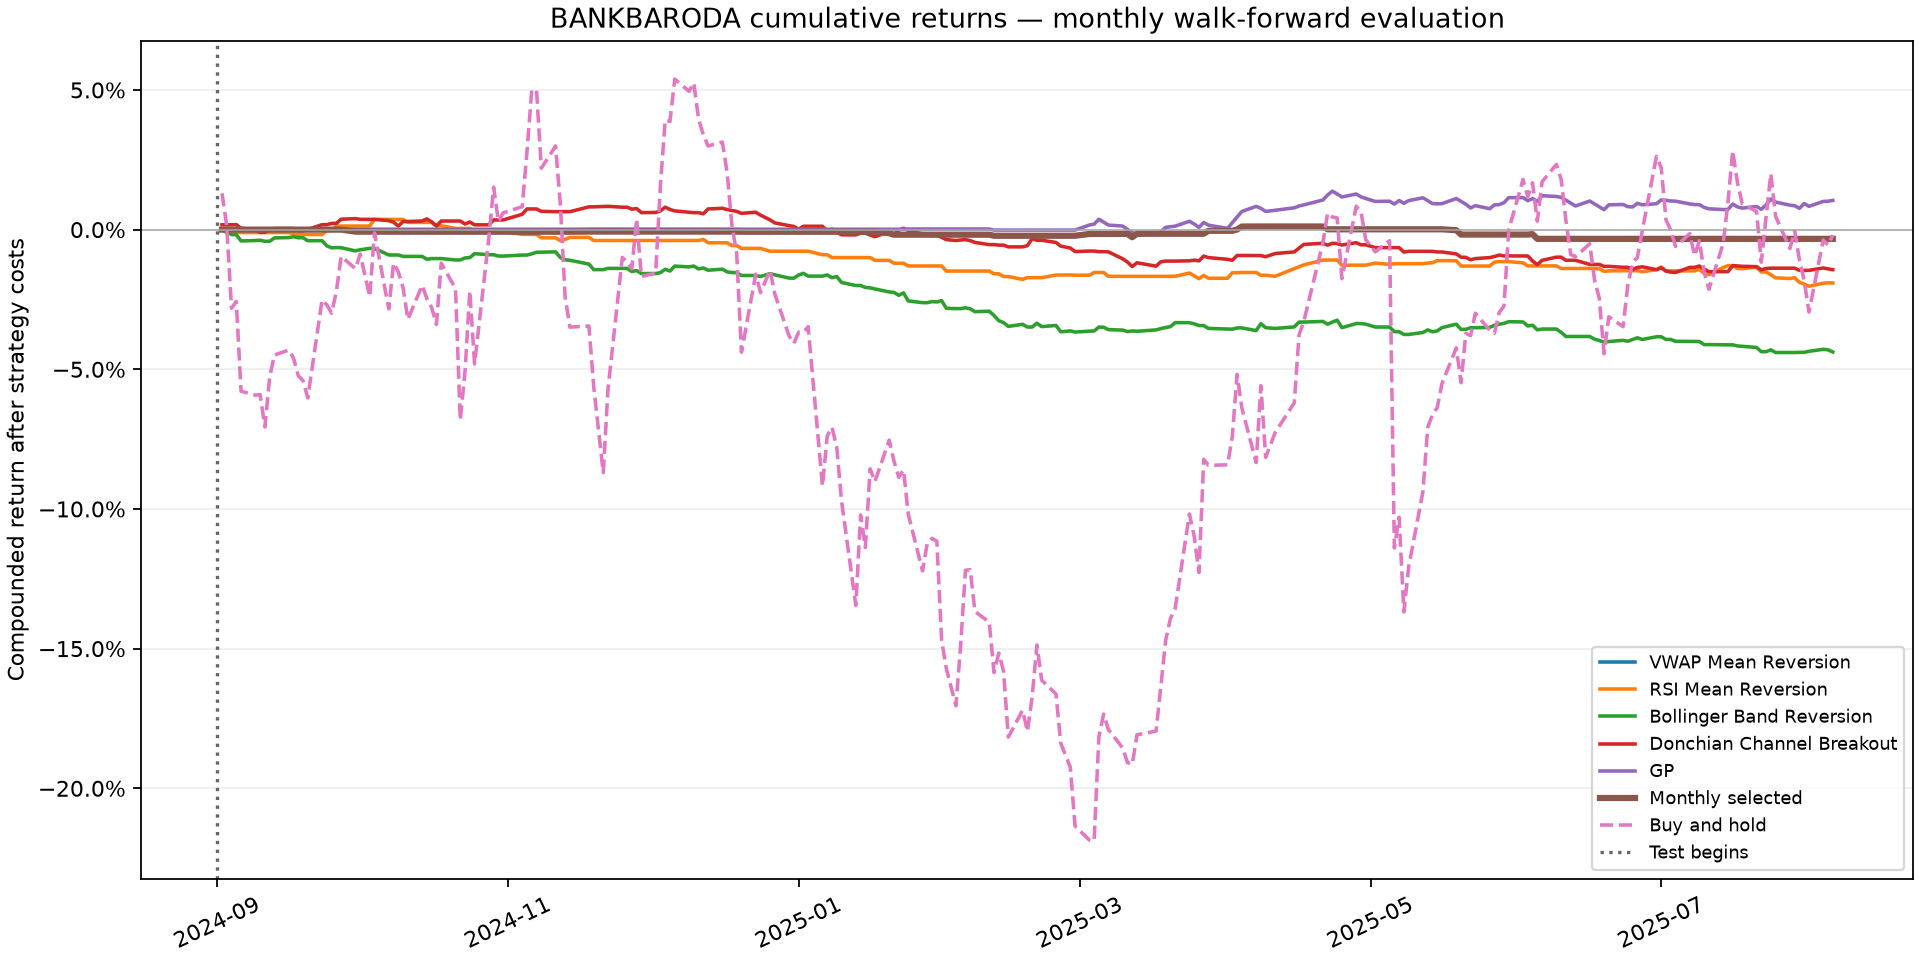 BANKBARODA cumulative returns — monthly walk-forward evaluation
Compounded return after strategy costs
5.0%
0.0%
−5.0%
−10.0%
−15.0%
−20.0%
2024-09
2024-11
2025-01
2025-03
2025-05
2025-07
VWAP Mean Reversion
RSI Mean Reversion
Bollinger Band Reversion
Donchian Channel Breakout
GP
Monthly selected
Buy and hold
Test begins